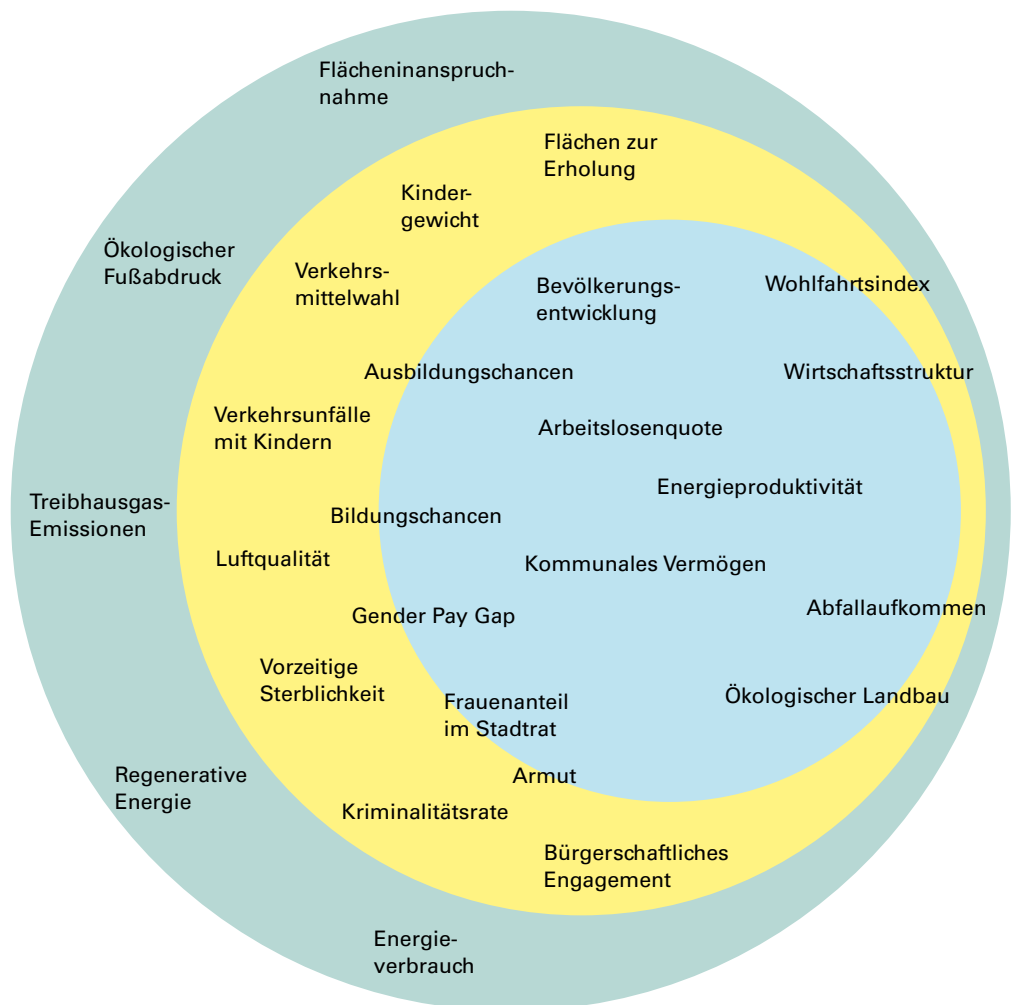 Flächeninanspruch-
nahme
Flächen zur
Erholung
Kinder-
gewicht
Ökologischer
Fußabdruck
Verkehrs-
mittelwahl
Bevölkerungs-
entwicklung
Wohlfahrtsindex
Ausbildungschancen
Wirtschaftsstruktur
Verkehrsunfälle
mit Kindern
Arbeitslosenquote
Energieproduktivität
Treibhausgas-
Emissionen
Bildungschancen
Luftqualität
Kommunales Vermögen
Gender Pay Gap
Abfallaufkommen
Vorzeitige
Sterblichkeit
Frauenanteil
im Stadtrat
Ökologischer Landbau
Regenerative
Energie
Armut
Kriminalitätsrate
Bürgerschaftliches
Engagement
Energie-
verbrauch